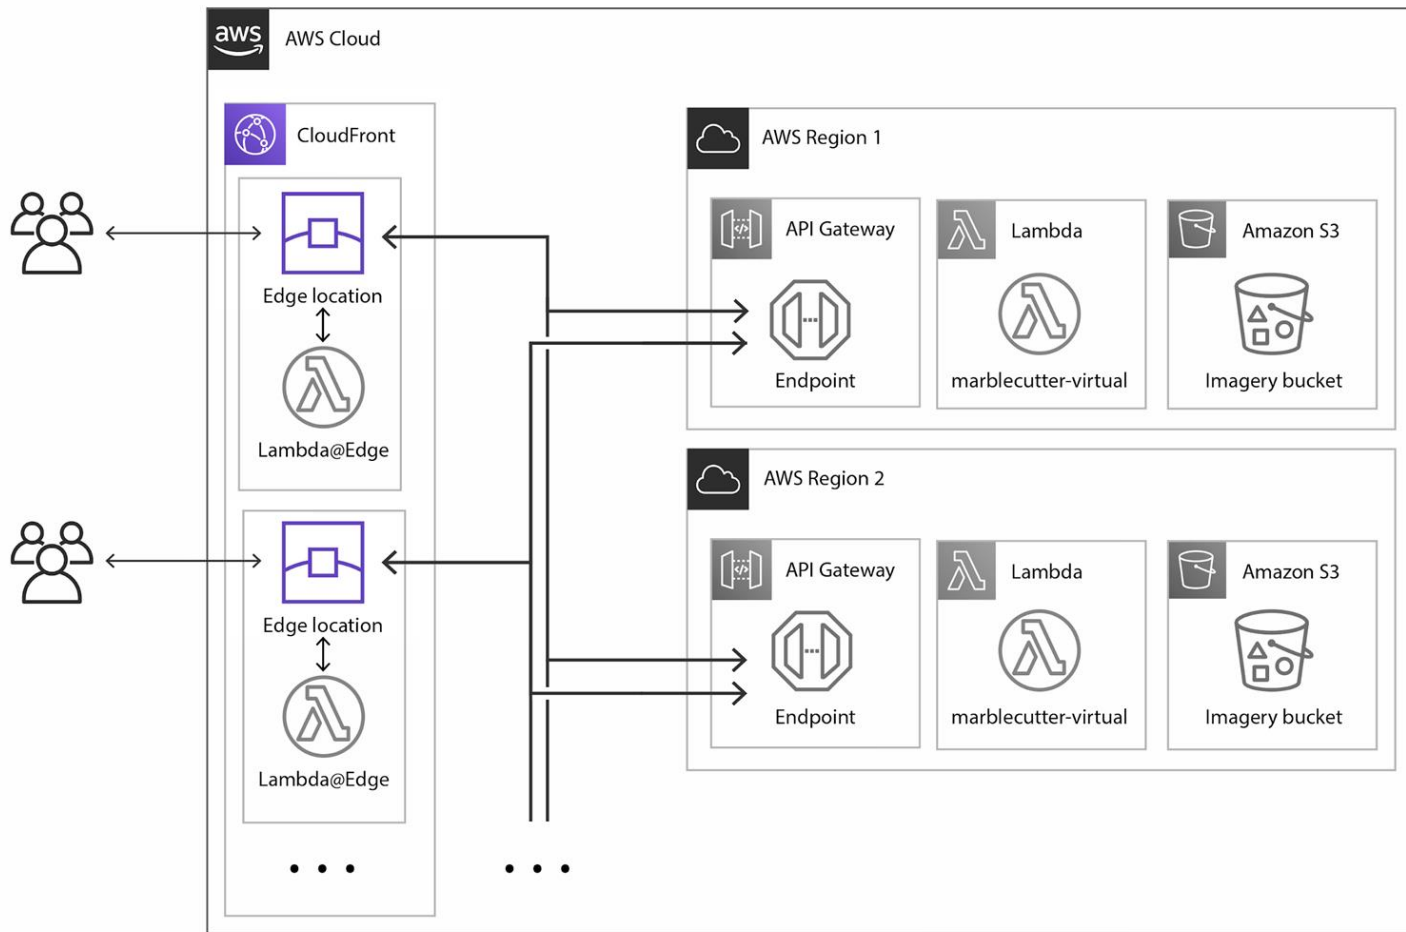 aws
AWS Cloud
CloudFront
Edge location
Lambda@Edge
Edge location
Lambda@Edge
• • •
• • •
AWS Region 1
API Gateway
Endpoint
Lambda
marblecutter-virtual
Amazon S3
Imagery bucket
AWS Region 2
API Gateway
Endpoint
Lambda
marblecutter-virtual
Amazon S3
Imagery bucket